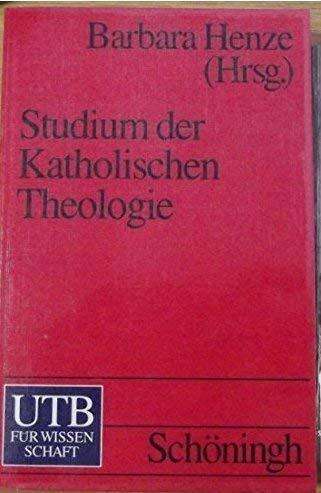 Barbara Henze
(Hrsg.)
Studium der
Katholischen
Theologie
UTB
FÜR WISSEN
SCHAFT
Schöningh